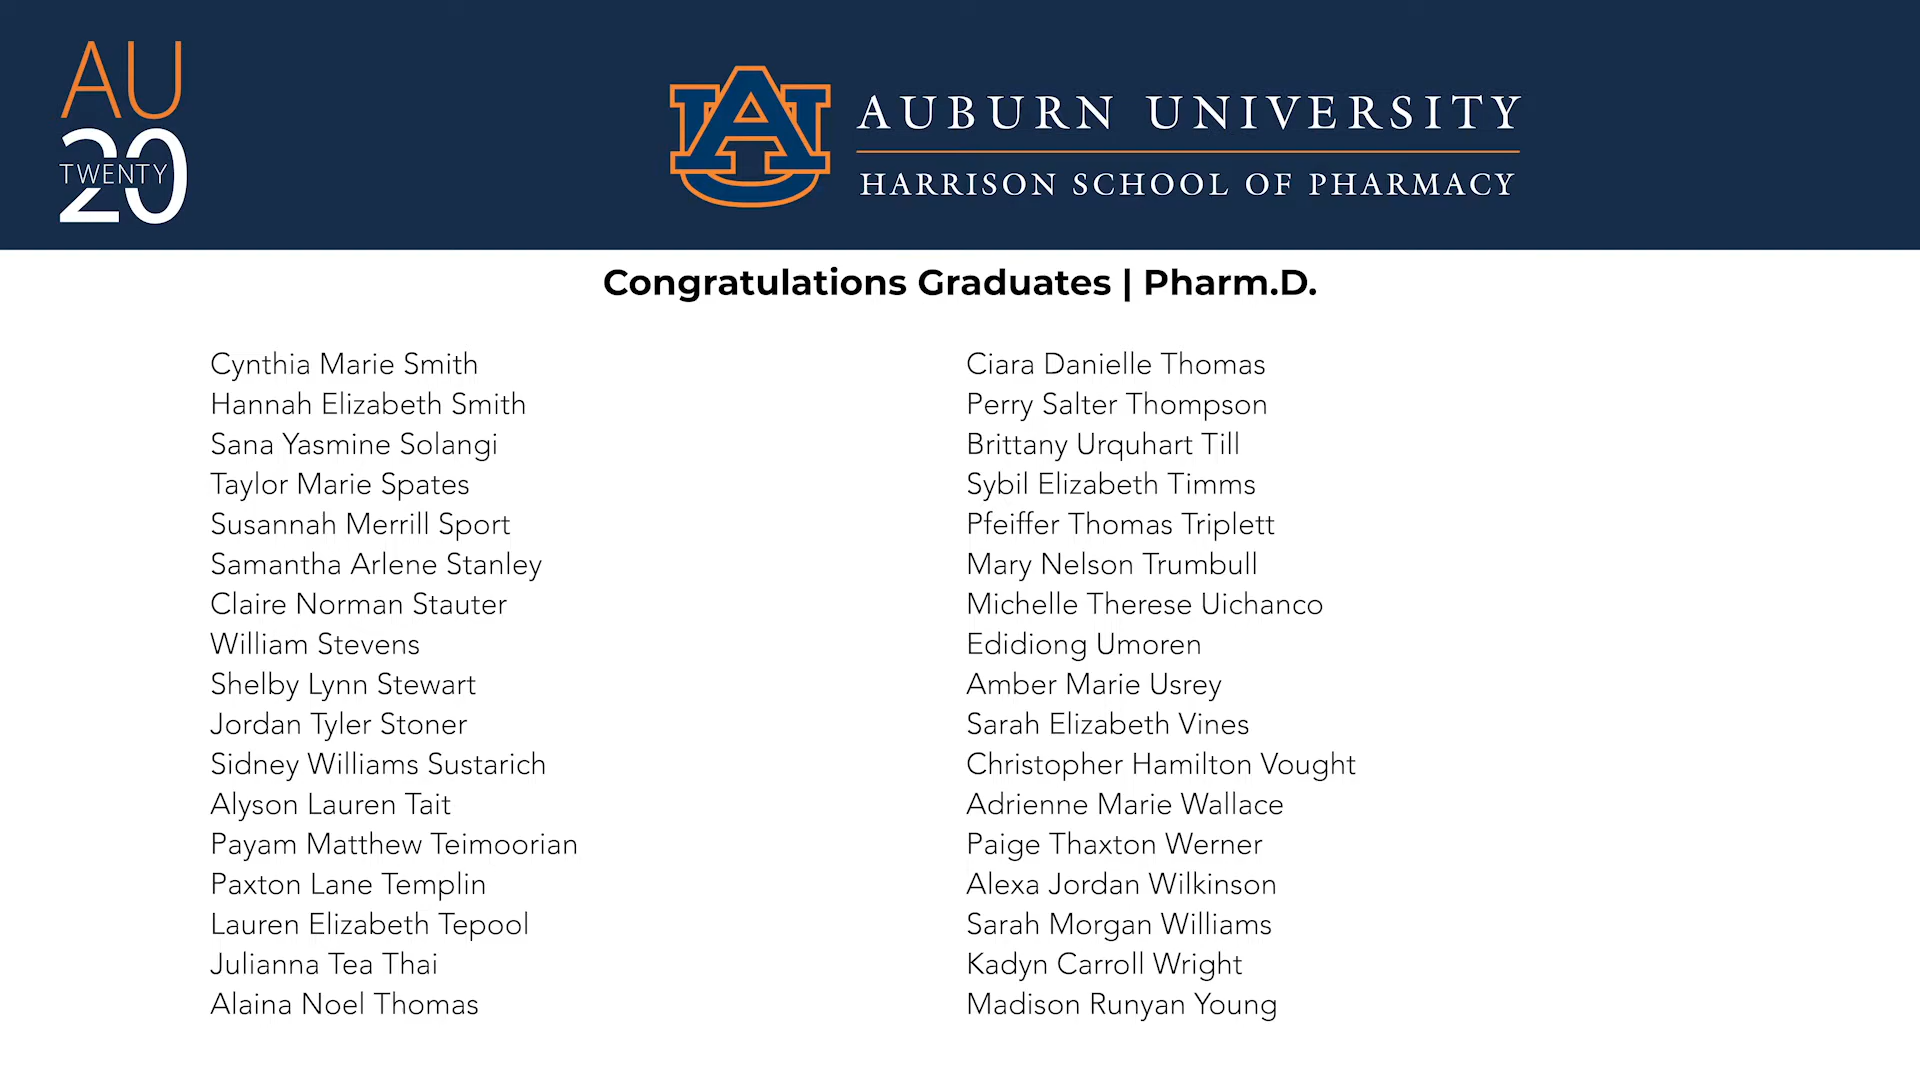 AU
TWENTY
20
AU
AUBURN UNIVERSITY
HARRISON SCHOOL OF PHARMACY
Congratulations Graduates | Pharm.D.
Cynthia Marie Smith
Hannah Elizabeth Smith
Sana Yasmine Solangi
Taylor Marie Spates
Susannah Merrill Sport
Samantha Arlene Stanley
Claire Norman Stauter
William Stevens
Shelby Lynn Stewart
Jordan Tyler Stoner
Sidney Williams Sustarich
Alyson Lauren Tait
Payam Matthew Teimoorian
Paxton Lane Templin
Lauren Elizabeth Tepool
Julianna Tea Thai
Alaina Noel Thomas
Ciara Danielle Thomas
Perry Salter Thompson
Brittany Urquhart Till
Sybil Elizabeth Timms
Pfeiffer Thomas Triplett
Mary Nelson Trumbull
Michelle Therese Uichanco
Edidiong Umoren
Amber Marie Usrey
Sarah Elizabeth Vines
Christopher Hamilton Vought
Adrienne Marie Wallace
Paige Thaxton Werner
Alexa Jordan Wilkinson
Sarah Morgan Williams
Kadyn Carroll Wright
Madison Runyan Young